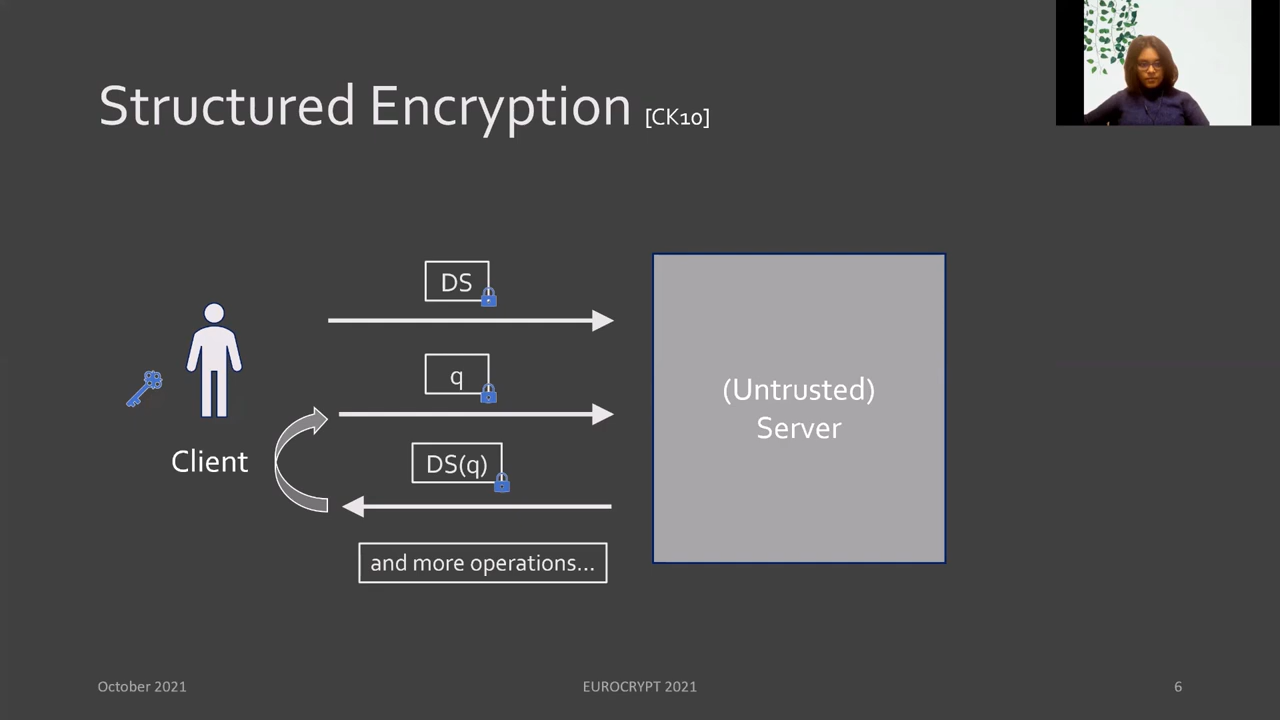 Structured Encryption [CK10]
DS
q
DS(q)
and more operations...
Client
(Untrusted)
Server
October 2021
EUROCRYPT 2021
6